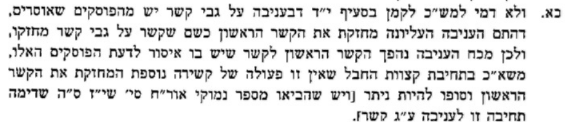 כא. ולא דמי למש"כ לקמן בסעיף י"ד דבעניבה על גבי קשר יש מהפוסקים שאוסרים,
דהתם העניבה העליונה מחזקת את הקשר הראשון כשם שקשר על גבי קשר מחזקו,
ולכן מכח העניבה נהפך הקשר הראשון לקשר שיש בו איסור לדעת הפוסקים האלו,
משא"כ בתחיבת קצוות החבל שאין זו פעולה של קשירה נוספת המחזקת את הקשר
הראשון וסופו להיות ניתר [ויש שהביאו מספר נמוקי אור"ח סי' שי"ז ס"ה שדימה
תחיבה זו לעניבה ע"ג קשר].